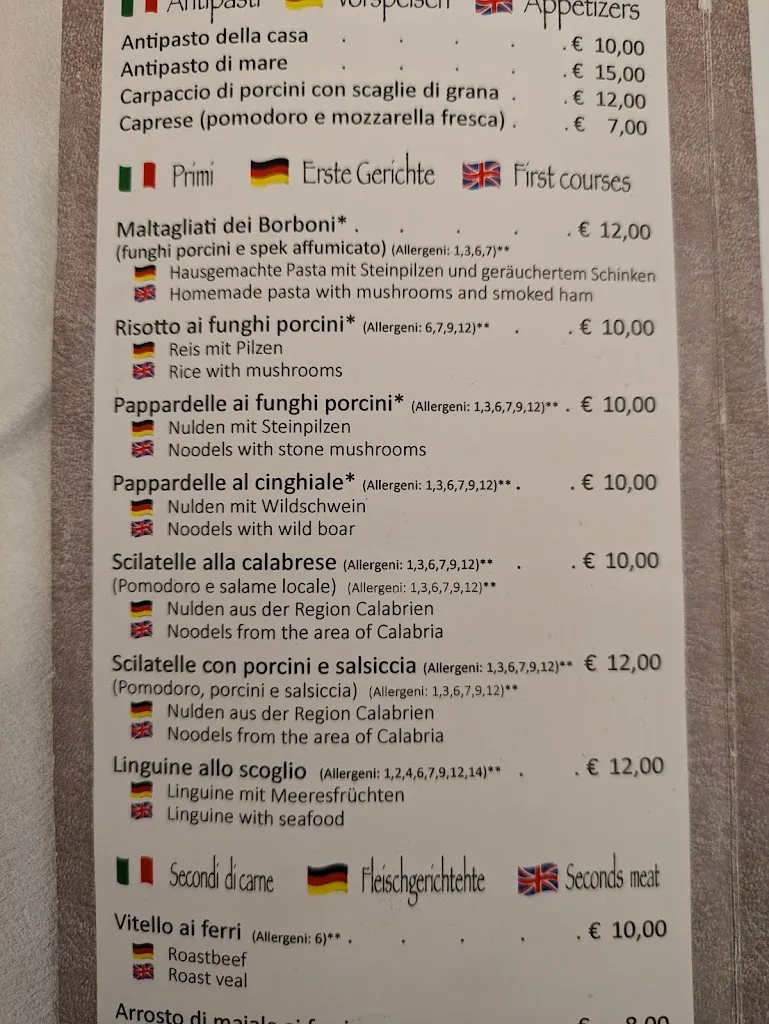 Antipasti Vorspeisen Appetizers
Antipasto della casa . . . . . € 10,00
Antipasto di mare . . . . . € 15,00
Carpaccio di porcini con scaglie di grana . . € 12,00
Caprese (pomodoro e mozzarella fresca) . . € 7,00
Primi Erste Gerichte First courses
Maltagliati dei Borboni* . . . . . € 12,00
(funghi porcini e spek affumicato) (Allergeni: 1,3,6,7)**
Hausgemachte Pasta mit Steinpilzen und geräuchertem Schinken
Homemade pasta with mushrooms and smoked ham
Risotto ai funghi porcini* (Allergeni: 6,7,9,12)** . . € 10,00
Reis mit Pilzen
Rice with mushrooms
Pappardelle ai funghi porcini* (Allergeni: 1,3,6,7,9,12)** . € 10,00
Nulden mit Steinpilzen
Noodels with stone mushrooms
Pappardelle al cinghiale* (Allergeni: 1,3,6,7,9,12)** . . € 10,00
Nulden mit Wildschwein
Noodels with wild boar
Scilatelle alla calabrese (Allergeni: 1,3,6,7,9,12)** . . € 10,00
(Pomodoro e salame locale) (Allergeni: 1,3,6,7,9,12)**
Nulden aus der Region Calabrien
Noodels from the area of Calabria
Scilatelle con porcini e salsiccia (Allergeni: 1,3,6,7,9,12)** € 12,00
(Pomodoro, porcini e salsiccia) (Allergeni: 1,3,6,7,9,12)**
Nulden aus der Region Calabrien
Noodels from the area of Calabria
Linguine allo scoglio (Allergeni: 1,2,4,6,7,9,12,14)** . . € 12,00
Linguine mit Meeresfrüchten
Linguine with seafood
Secondi di carne Fleischgerichtehte Seconds meat
Vitello ai ferri (Allergeni: 6)** . . . . . € 10,00
Roastbeef
Roast veal
Arrosto di maiale ai € 8,00